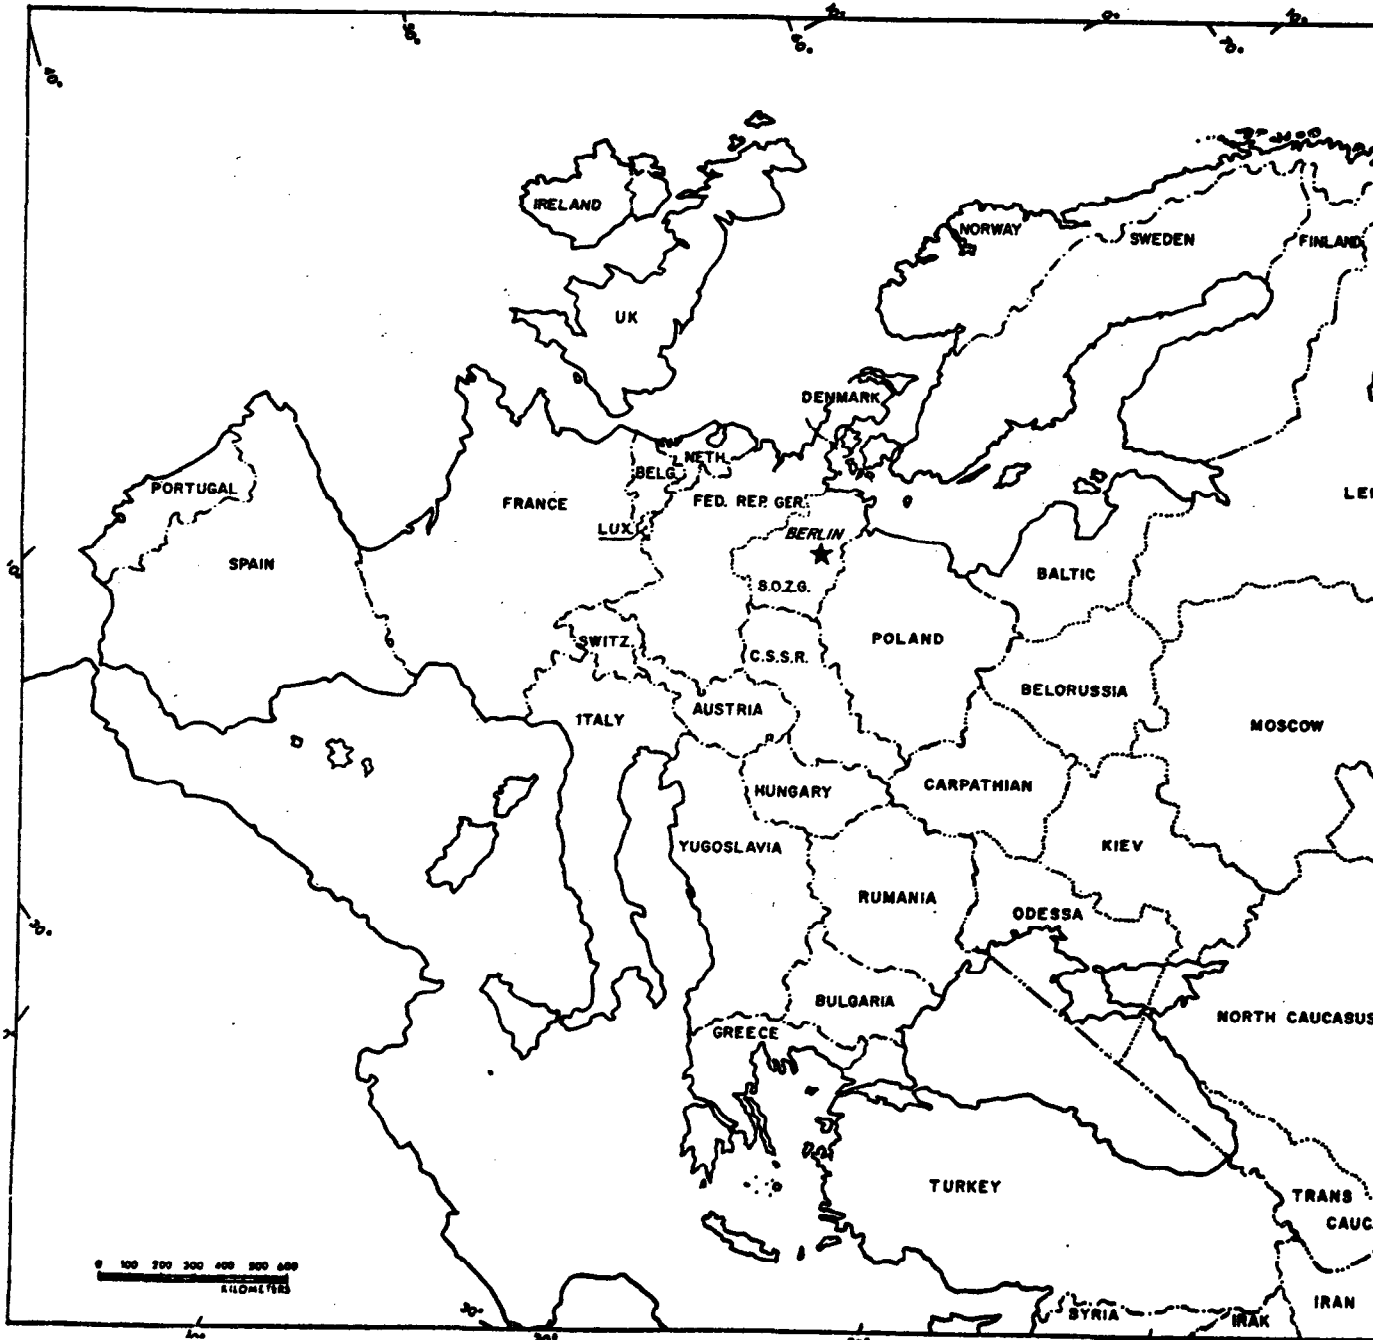 IRELAND
NORWAY
SWEDEN
FINLAND
UK
DENMARK
NETH.
BELG.
PORTUGAL
FRANCE
FED. REP. GER.
LUX.
BERLIN
SPAIN
BALTIC
S.O.Z.G.
SWITZ.
POLAND
C.S.S.R.
BELORUSSIA
AUSTRIA
ITALY
MOSCOW
HUNGARY
CARPATHIAN
YUGOSLAVIA
KIEV
RUMANIA
ODESSA
BULGARIA
NORTH CAUCASUS
GREECE
TURKEY
TRANS
CAUC
0 100 200 300 400 500 600
KILOMETERS
IRAN
SYRIA
IRAK